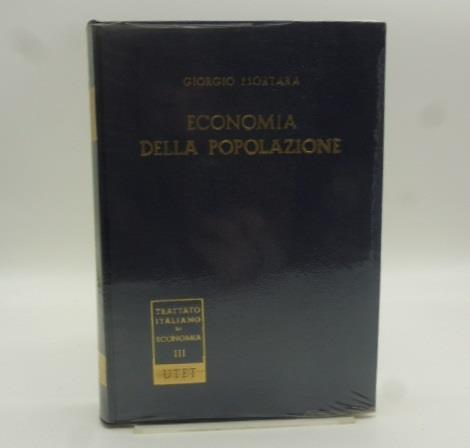 GIORGIO MORTARA
ECONOMIA
DELLA POPOLAZIONE
TRATTATO
ITALIANO
DI
ECONOMIA
III
UTET